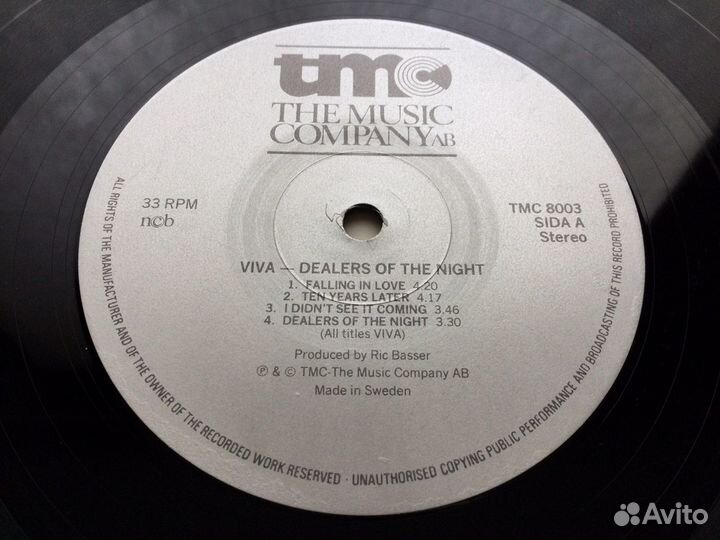 tmc
THE MUSIC
COMPANY AB
33 RPM
ncb
TMC 8003
SIDA A
Stereo
VIVA — DEALERS OF THE NIGHT
1. FALLING IN LOVE 4.20
2. TEN YEARS LATER 4.17
3. I DIDN'T SEE IT COMING 3.46
4. DEALERS OF THE NIGHT 3.30
(All titles VIVA)
Produced by Ric Basser
℗ & © TMC-The Music Company AB
Made in Sweden
ALL RIGHTS OF THE MANUFACTURER AND OF THE OWNER OF THE RECORDED WORK RESERVED · UNAUTHORISED COPYING PUBLIC PERFORMANCE AND BROADCASTING OF THIS RECORD PROHIBITED
Avito